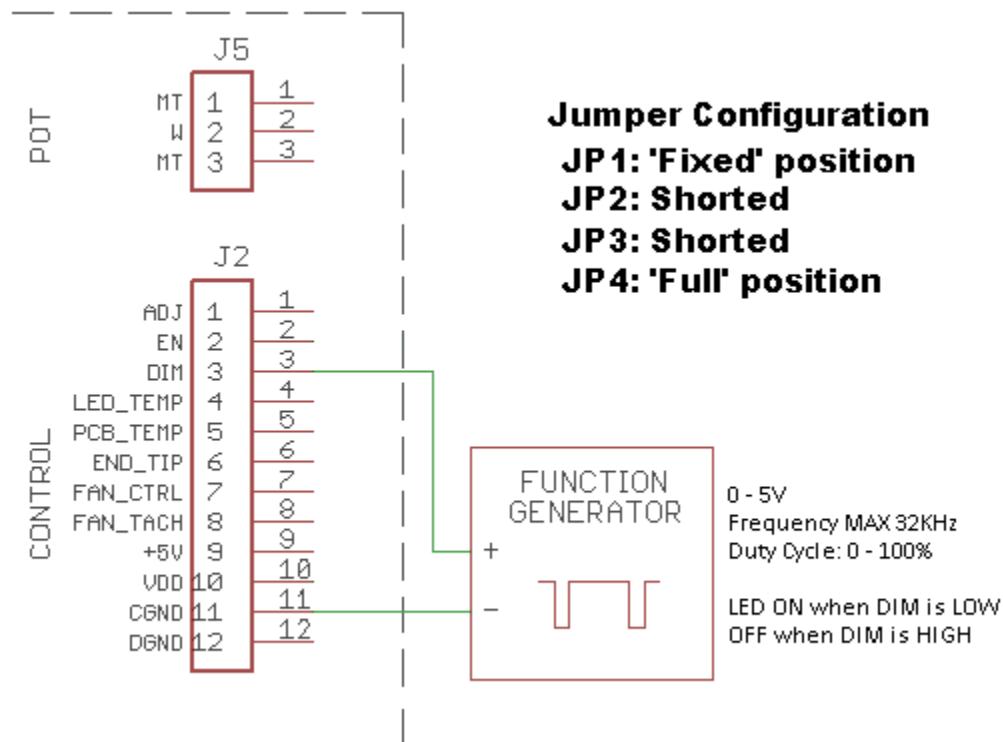 J5
POT
MT 1 1
W 2 2
MT 3 3
Jumper Configuration
JP1: 'Fixed' position
JP2: Shorted
JP3: Shorted
JP4: 'Full' position
J2
CONTROL
ADJ 1 1
EN 2 2
DIM 3 3
LED_TEMP 4 4
PCB_TEMP 5 5
END_TIP 6 6
FAN_CTRL 7 7
FAN_TACH 8 8
+5V 9 9
VDD 10 10
CGND 11 11
DGND 12 12
FUNCTION
GENERATOR
+
−
0 - 5V
Frequency MAX 32KHz
Duty Cycle: 0 - 100%
LED ON when DIM is LOW
OFF when DIM is HIGH